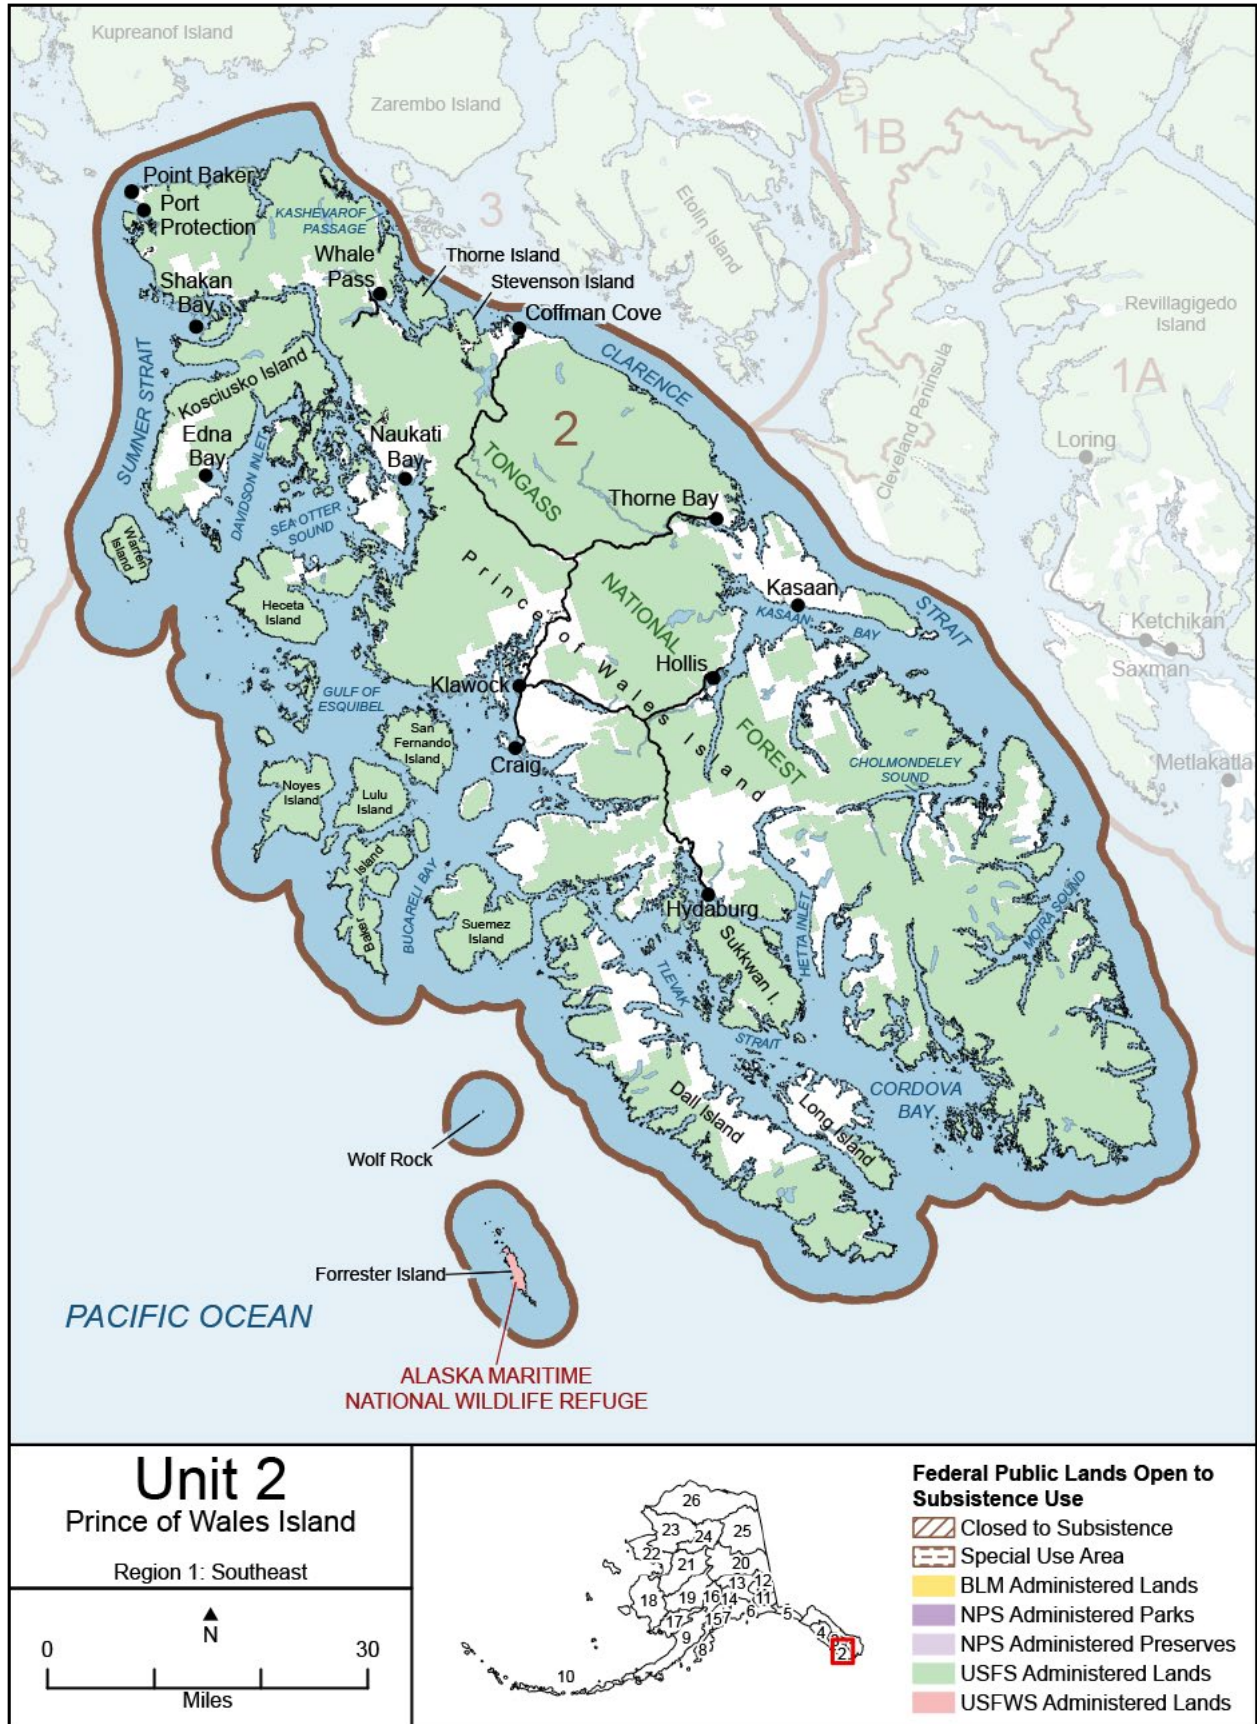 Kupreanof Island
Zarembo Island
1B
3
Etolin Island
Point Baker
Port
Protection
KASHEVAROF
PASSAGE
Whale
Pass
Thorne Island
Stevenson Island
Shakan
Bay
Coffman Cove
Revillagigedo
Island
1A
SUMNER STRAIT
CLARENCE
STRAIT
Cleveland Peninsula
Kosciusko Island
2
Loring
Edna
Bay
Naukati
Bay
DAVIDSON INLET
SEA OTTER
SOUND
TONGASS
NATIONAL
FOREST
Thorne Bay
Warren
Island
Prince of Wales Island
Heceta
Island
Kasaan
KASAAN
BAY
Ketchikan
Saxman
Hollis
Klawock
GULF OF
ESQUIBEL
San
Fernando
Island
Craig
CHOLMONDELEY
SOUND
Metlakatla
Noyes
Island
Lulu
Island
Baker
Island
BUCARELI BAY
Suemez
Island
Hydaburg
HETTA INLET
MOIRA SOUND
Sukkwan I.
TLEVAK
STRAIT
CORDOVA
BAY
Dall Island
Long Island
Wolf Rock
Forrester Island
PACIFIC OCEAN
ALASKA MARITIME
NATIONAL WILDLIFE REFUGE
Unit 2
Prince of Wales Island
Region 1: Southeast
N
0 30
Miles
26
23
24
25
22
21
20
18
19
16
13
12
14
11
17
15
7
6
5
9
8
4
2
10
Federal Public Lands Open to
Subsistence Use
Closed to Subsistence
Special Use Area
BLM Administered Lands
NPS Administered Parks
NPS Administered Preserves
USFS Administered Lands
USFWS Administered Lands